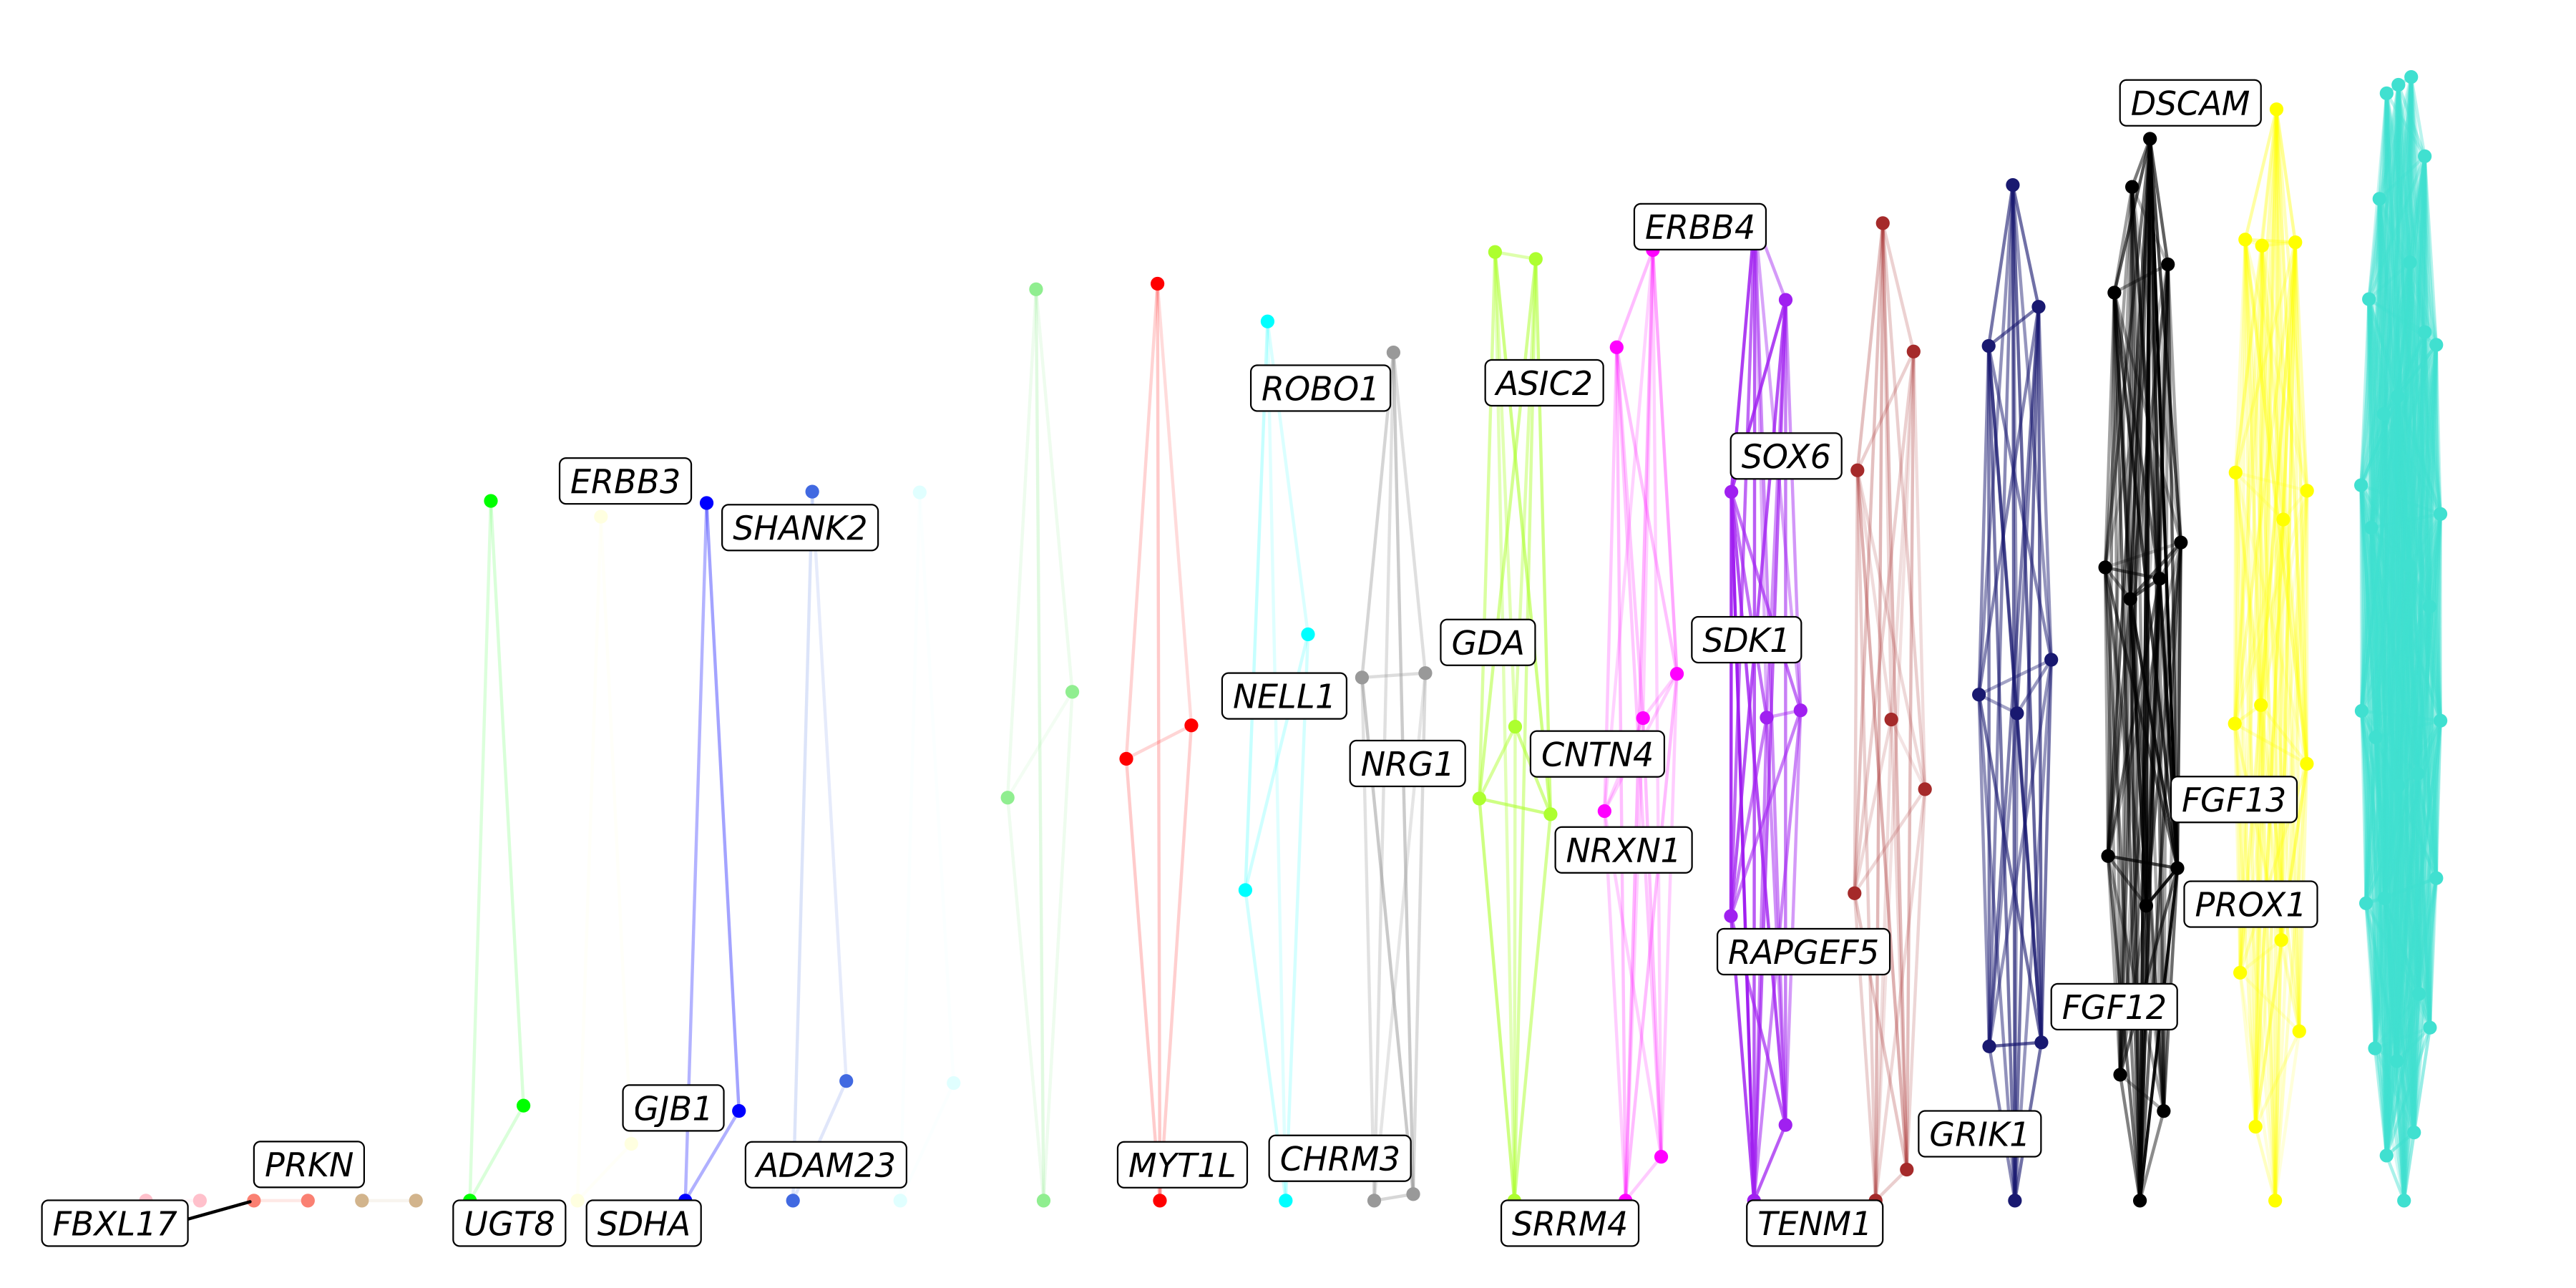 DSCAM
ERBB4
ROBO1
ASIC2
SOX6
ERBB3
SHANK2
GDA
SDK1
NELL1
NRG1
CNTN4
FGF13
NRXN1
PROX1
RAPGEF5
FGF12
GJB1
GRIK1
PRKN
ADAM23
MYT1L
CHRM3
FBXL17
UGT8
SDHA
SRRM4
TENM1